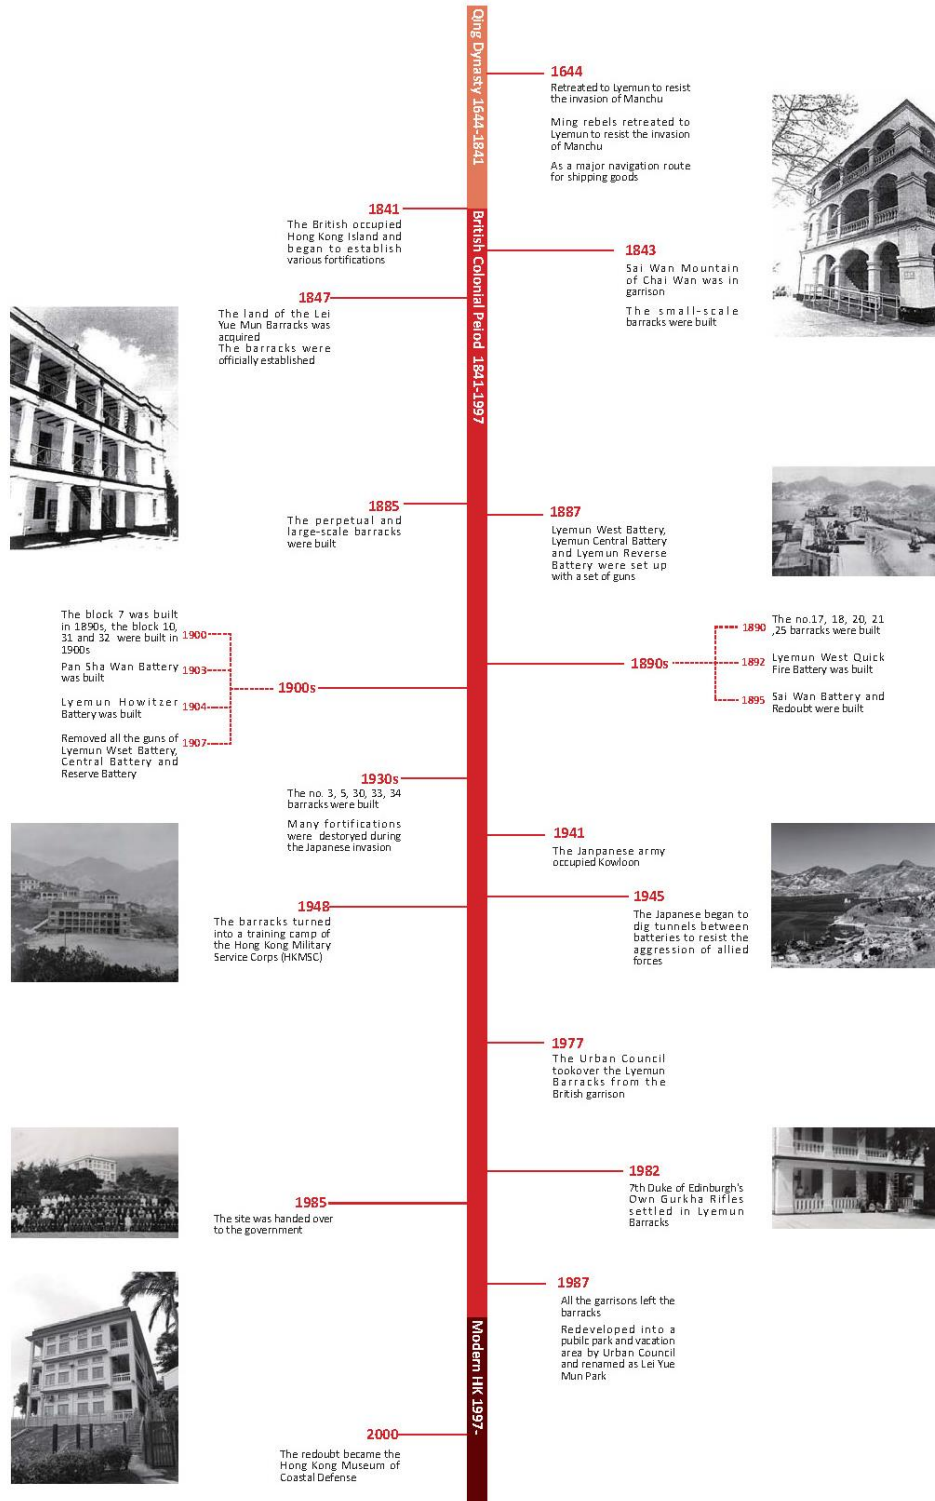 Qing Dynasty 1644-1841
1644
Retreated to Lyemun to resist
the invasion of Manchu
Ming rebels retreated to
Lyemun to resist the invasion
of Manchu
As a major navigation route
for shipping goods
British Colonial Peiod 1841-1997
1841
The British occupied
Hong Kong Island and
began to establish
various fortifications
1843
Sai Wan Mountain
of Chai Wan was in
garrison
The small-scale
barracks were built
1847
The land of the Lei
Yue Mun Barracks was
acquired
The barracks were
officially established
1885
The perpetual and
large-scale barracks
were built
1887
Lyemun West Battery,
Lyemun Central Battery
and Lyemun Reverse
Battery were set up
with a set of guns
1890s
1890
The no.17, 18, 20, 21
,25 barracks were built
1892
Lyemun West Quick
Fire Battery was built
1895
Sai Wan Battery and
Redoubt were built
1900s
The block 7 was built
in 1890s, the block 10,
31 and 32 were built in
1900s
1900
Pan Sha Wan Battery
was built
1903
Lyemun Howitzer
Battery was built
1904
Removed all the guns of
Lyemun Wset Battery,
Central Battery and
Reserve Battery
1907
1930s
The no. 3, 5, 30, 33, 34
barracks were built
Many fortifications
were destoryed during
the Japanese invasion
1941
The Janpanese army
occupied Kowloon
1945
The Japanese began to
dig tunnels between
batteries to resist the
aggression of allied
forces
1948
The barracks turned
into a training camp of
the Hong Kong Military
Service Corps (HKMSC)
1977
The Urban Council
tookover the Lyemun
Barracks from the
British garrison
1982
7th Duke of Edinburgh's
Own Gurkha Rifles
settled in Lyemun
Barracks
1985
The site was handed over
to the government
1987
All the garrisons left the
barracks
Redeveloped into a
pubilc park and vacation
area by Urban Council
and renamed as Lei Yue
Mun Park
Modern HK 1997-
2000
The redoubt became the
Hong Kong Museum of
Coastal Defense